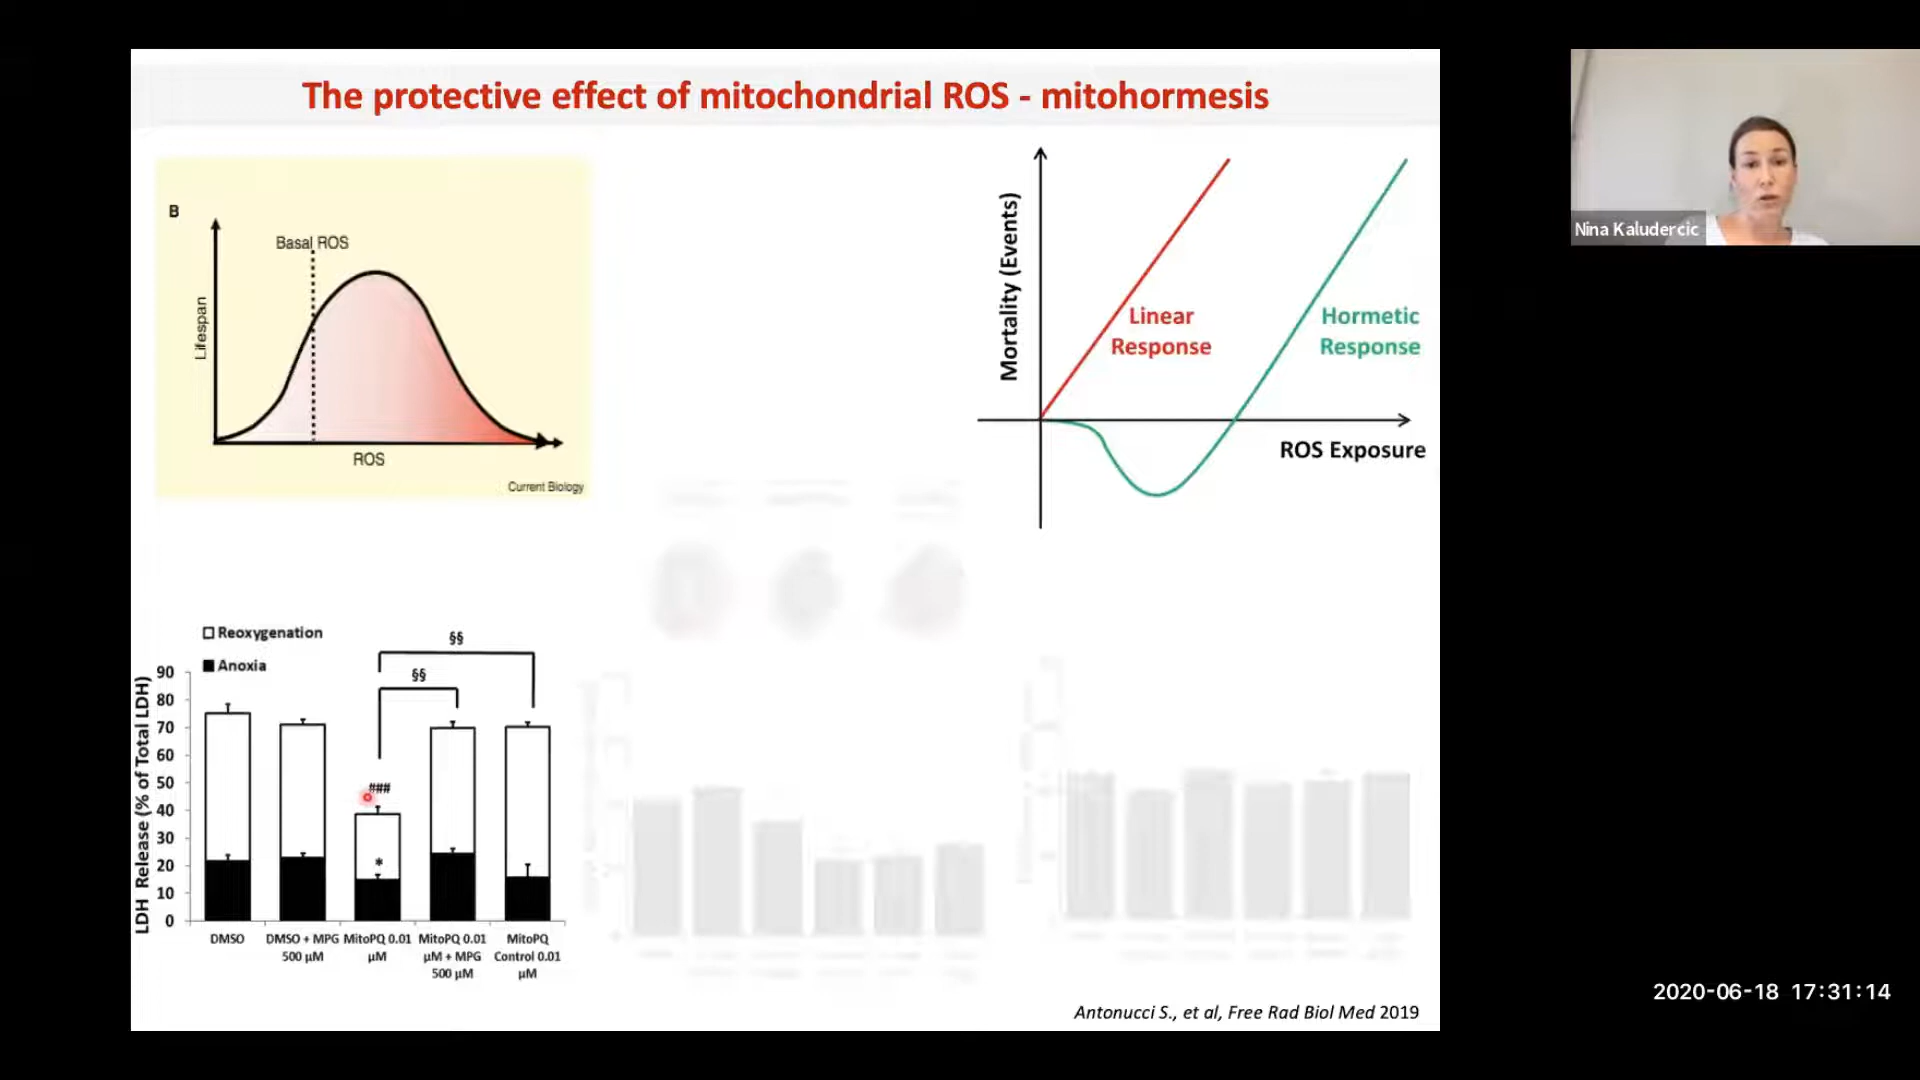 The protective effect of mitochondrial ROS - mitohormesis
B
Basal ROS
Lifespan
ROS
Current Biology
Mortality (Events)
Linear
Response
Hormetic
Response
ROS Exposure
Nina Kaludercic
Reoxygenation
Anoxia
§§
§§
###
*
LDH Release (% of Total LDH)
90
80
70
60
50
40
30
20
10
0
DMSO
DMSO + MPG
500 µM
MitoPQ 0.01
µM
MitoPQ 0.01
µM + MPG
500 µM
MitoPQ
Control 0.01
µM
Antonucci S., et al, Free Rad Biol Med 2019
2020-06-18 17:31:14